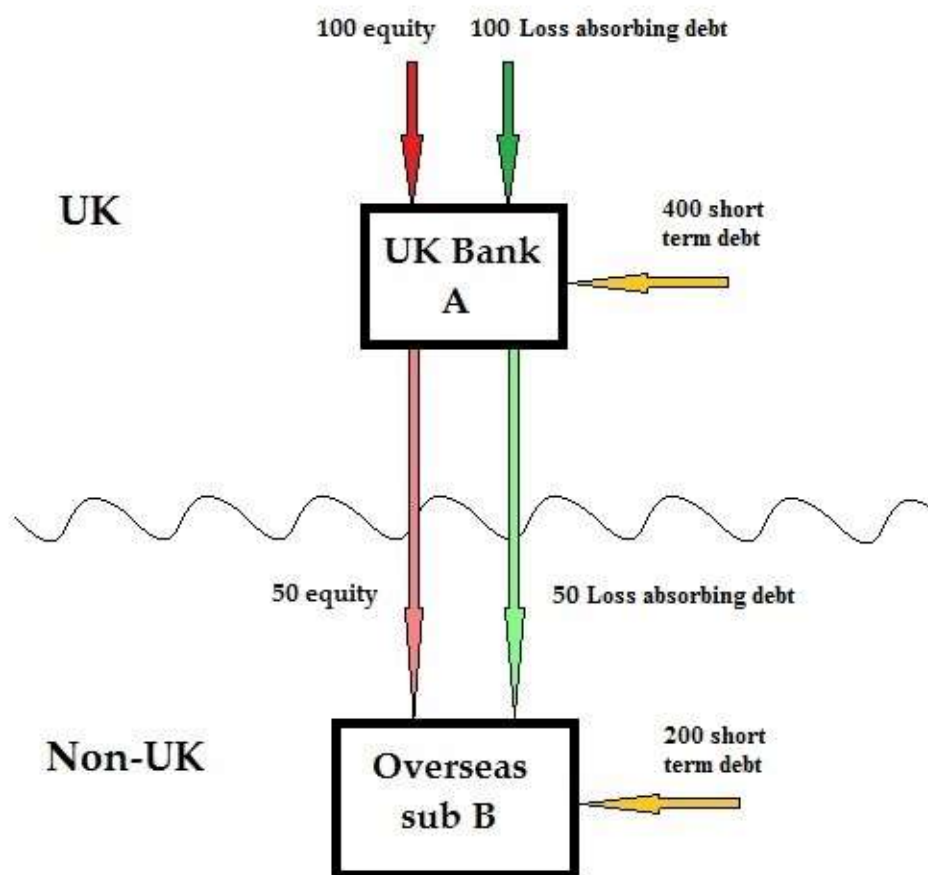 100 equity
100 Loss absorbing debt
UK
UK Bank
A
400 short
term debt
50 equity
50 Loss absorbing debt
Non-UK
Overseas
sub B
200 short
term debt